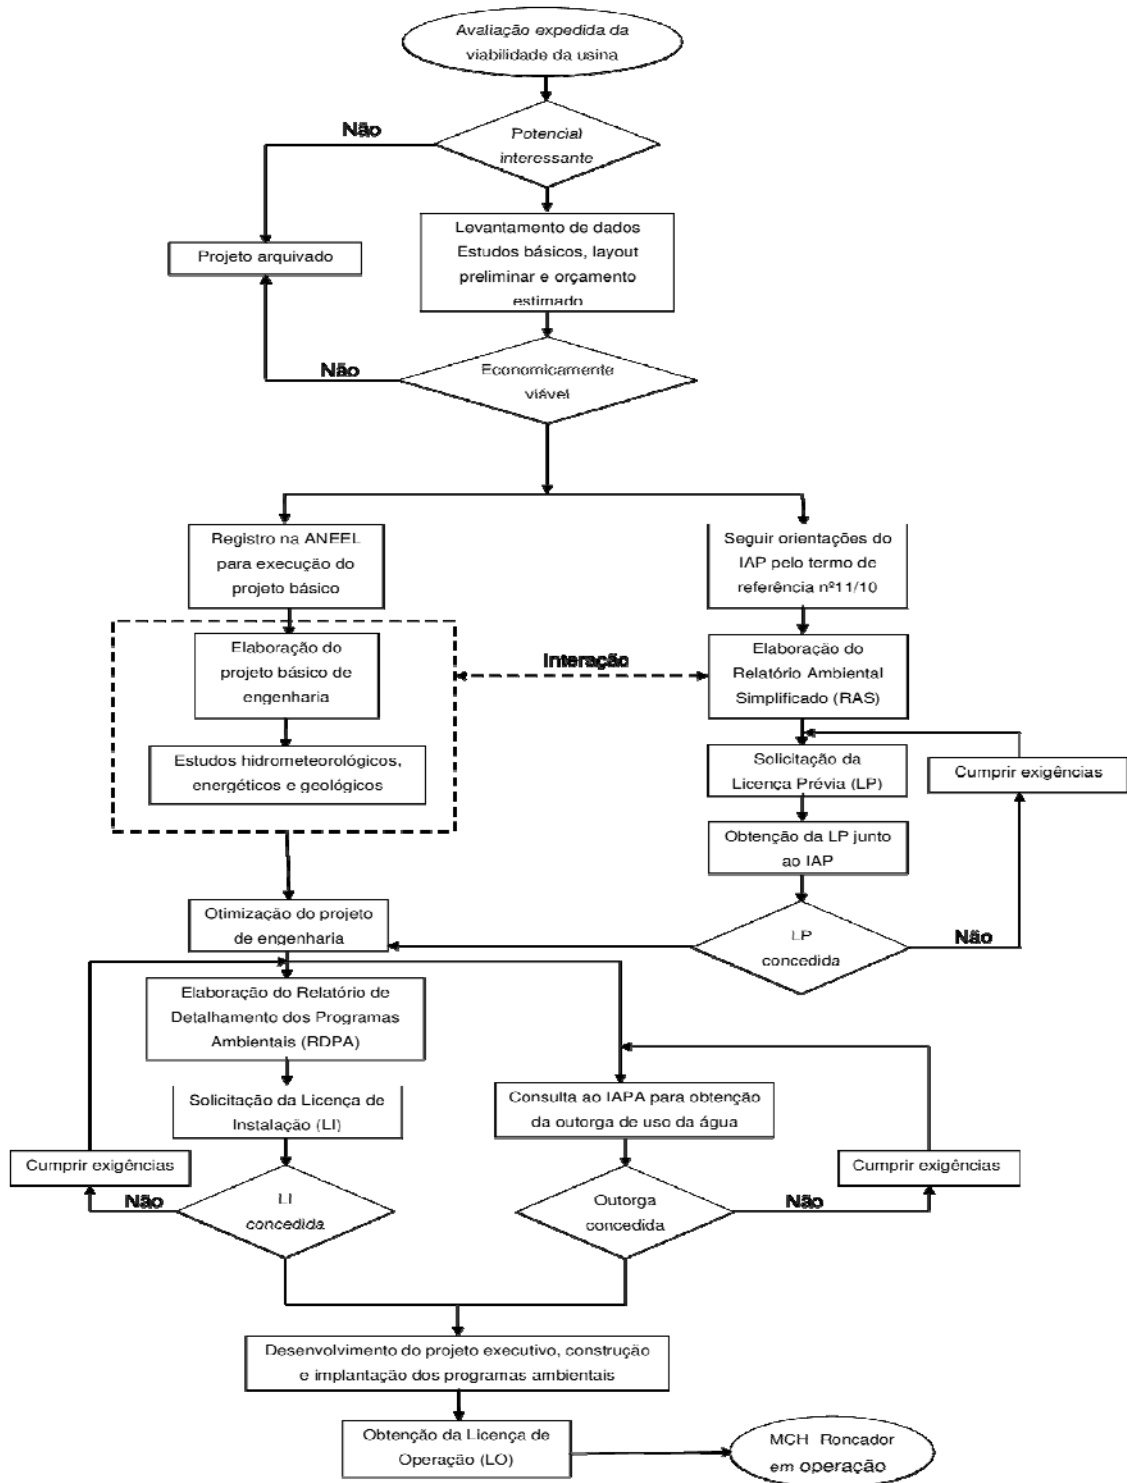 Avaliação expedida da
viabilidade da usina
Não
Potencial
interessante
Levantamento de dados
Estudos básicos, layout
preliminar e orçamento
estimado
Projeto arquivado
Não
Economicamente
viável
Registro na ANEEL
para execução do
projeto básico
Seguir orientações do
IAP pelo termo de
referência nº11/10
Elaboração do
projeto básico de
engenharia
Interação
Elaboração do
Relatório Ambiental
Simplificado (RAS)
Estudos hidrometeorológicos,
energéticos e geológicos
Solicitação da
Licença Prévia (LP)
Cumprir exigências
Obtenção da LP junto
ao IAP
Otimização do projeto
de engenharia
LP
concedida
Não
Elaboração do Relatório de
Detalhamento dos Programas
Ambientais (RDPA)
Solicitação da Licença de
Instalação (LI)
Consulta ao IAPA para obtenção
da outorga de uso da água
Cumprir exigências
Cumprir exigências
Não
LI
concedida
Outorga
concedida
Não
Desenvolvimento do projeto executivo, construção
e implantação dos programas ambientais
Obtenção da Licença de
Operação (LO)
MCH Roncador
em operação